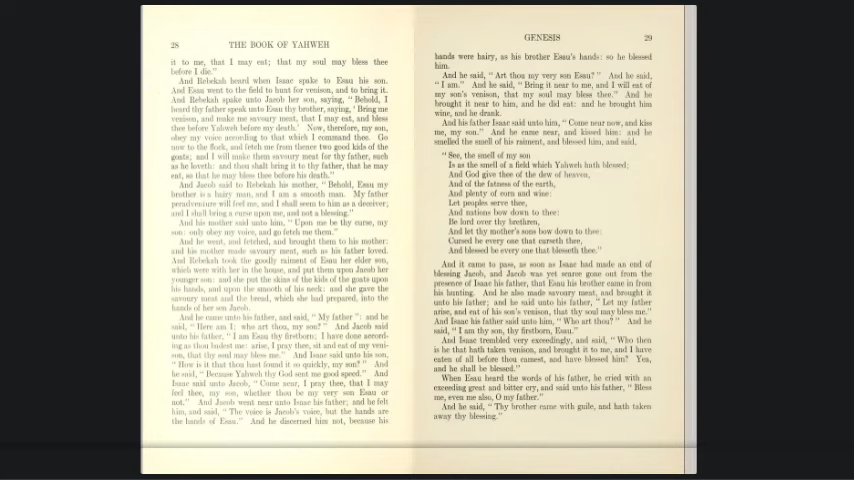 28 THE BOOK OF YAHWEH
it to me, that I may eat; that my soul may bless thee
before I die."
And Rebekah heard when Isaac spake to Esau his son.
And Esau went to the field to hunt for venison, and to bring it.
And Rebekah spake unto Jacob her son, saying, "Behold, I
heard thy father speak unto Esau thy brother, saying, 'Bring me
venison, and make me savoury meat, that I may eat, and bless
thee before Yahweh before my death.' Now, therefore, my son,
obey my voice according to that which I command thee. Go
now to the flock, and fetch me from thence two good kids of the
goats; and I will make them savoury meat for thy father, such
as he loveth: and thou shalt bring it to thy father, that he may
eat, so that he may bless thee before his death."
And Jacob said to Rebekah his mother, "Behold, Esau my
brother is a hairy man, and I am a smooth man. My father
peradventure will feel me, and I shall seem to him as a deceiver;
and I shall bring a curse upon me, and not a blessing."
And his mother said unto him, "Upon me be thy curse, my
son: only obey my voice, and go fetch me them."
And he went, and fetched, and brought them to his mother:
and his mother made savoury meat, such as his father loved.
And Rebekah took the goodly raiment of Esau her elder son,
which were with her in the house, and put them upon Jacob her
younger son: and she put the skins of the kids of the goats upon
his hands, and upon the smooth of his neck: and she gave the
savoury meat and the bread, which she had prepared, into the
hands of her son Jacob.
And he came unto his father, and said, "My father": and he
said, "Here am I: who art thou, my son?" And Jacob said
unto his father, "I am Esau thy firstborn; I have done accord-
ing as thou badest me: arise, I pray thee, sit and eat of my veni-
son, that thy soul may bless me." And Isaac said unto his son,
"How is it that thou hast found it so quickly, my son?" And
he said, "Because Yahweh thy God sent me good speed." And
Isaac said unto Jacob, "Come near, I pray thee, that I may
feel thee, my son, whether thou be my very son Esau or
not." And Jacob went near unto Isaac his father; and he felt
him, and said, "The voice is Jacob's voice, but the hands are
the hands of Esau." And he discerned him not, because his
GENESIS 29
hands were hairy, as his brother Esau's hands: so he blessed
him.
And he said, "Art thou my very son Esau?" And he said,
"I am." And he said, "Bring it near to me, and I will eat of
my son's venison, that my soul may bless thee." And he
brought it near to him, and he did eat: and he brought him
wine, and he drank.
And his father Isaac said unto him, "Come near now, and kiss
me, my son." And he came near, and kissed him: and he
smelled the smell of his raiment, and blessed him, and said,
"See, the smell of my son
Is as the smell of a field which Yahweh hath blessed;
And God give thee of the dew of heaven,
And of the fatness of the earth,
And plenty of corn and wine:
Let peoples serve thee,
And nations bow down to thee:
Be lord over thy brethren,
And let thy mother's sons bow down to thee:
Cursed be every one that curseth thee,
And blessed be every one that blesseth thee."
And it came to pass, as soon as Isaac had made an end of
blessing Jacob, and Jacob was yet scarce gone out from the
presence of Isaac his father, that Esau his brother came in from
his hunting. And he also made savoury meat, and brought it
unto his father; and he said unto his father, "Let my father
arise, and eat of his son's venison, that thy soul may bless me."
And Isaac his father said unto him, "Who art thou?" And he
said, "I am thy son, thy firstborn, Esau."
And Isaac trembled very exceedingly, and said, "Who then
is he that hath taken venison, and brought it to me, and I have
eaten of all before thou camest, and have blessed him? Yea,
and he shall be blessed."
When Esau heard the words of his father, he cried with an
exceeding great and bitter cry, and said unto his father, "Bless
me, even me also, O my father."
And he said, "Thy brother came with guile, and hath taken
away thy blessing."